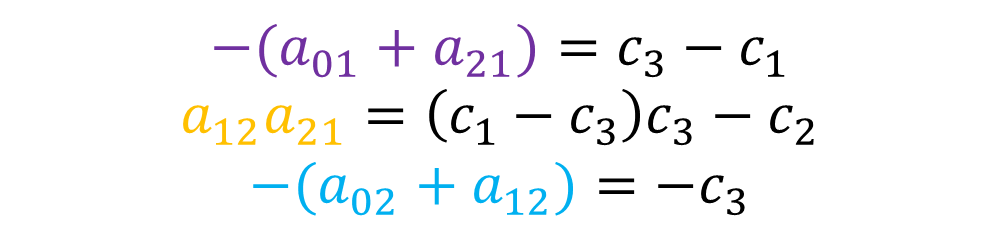 −(a₀₁ + a₂₁) = c₃ − c₁
a₁₂a₂₁ = (c₁ − c₃)c₃ − c₂
−(a₀₂ + a₁₂) = −c₃